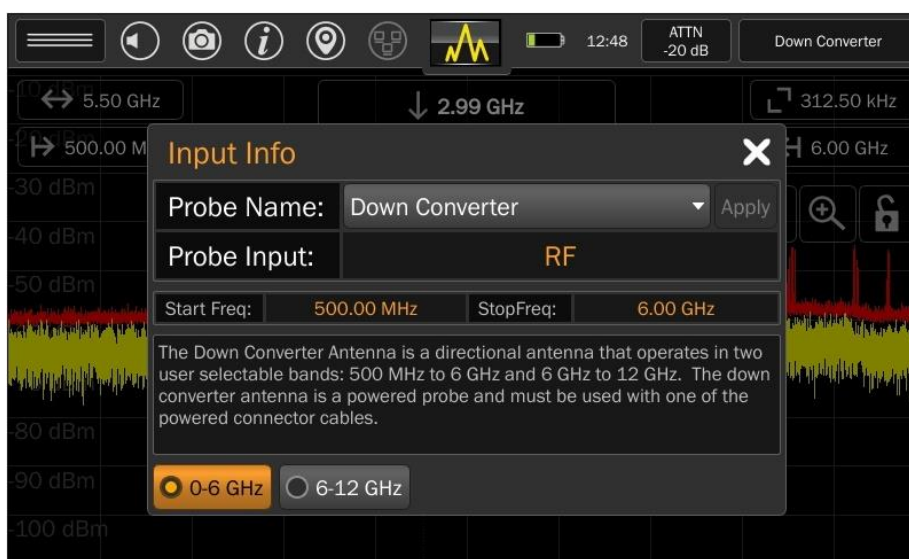 12:48
ATTN
-20 dB
Down Converter
-10 dBm
5.50 GHz
2.99 GHz
312.50 kHz
-20 dBm
500.00 M
6.00 GHz
Input Info
-30 dBm
Probe Name: Down Converter Apply
-40 dBm
Probe Input: RF
-50 dBm
Start Freq: 500.00 MHz StopFreq: 6.00 GHz
The Down Converter Antenna is a directional antenna that operates in two
user selectable bands: 500 MHz to 6 GHz and 6 GHz to 12 GHz. The down
converter antenna is a powered probe and must be used with one of the
powered connector cables.
-80 dBm
-90 dBm
0-6 GHz 6-12 GHz
-100 dBm